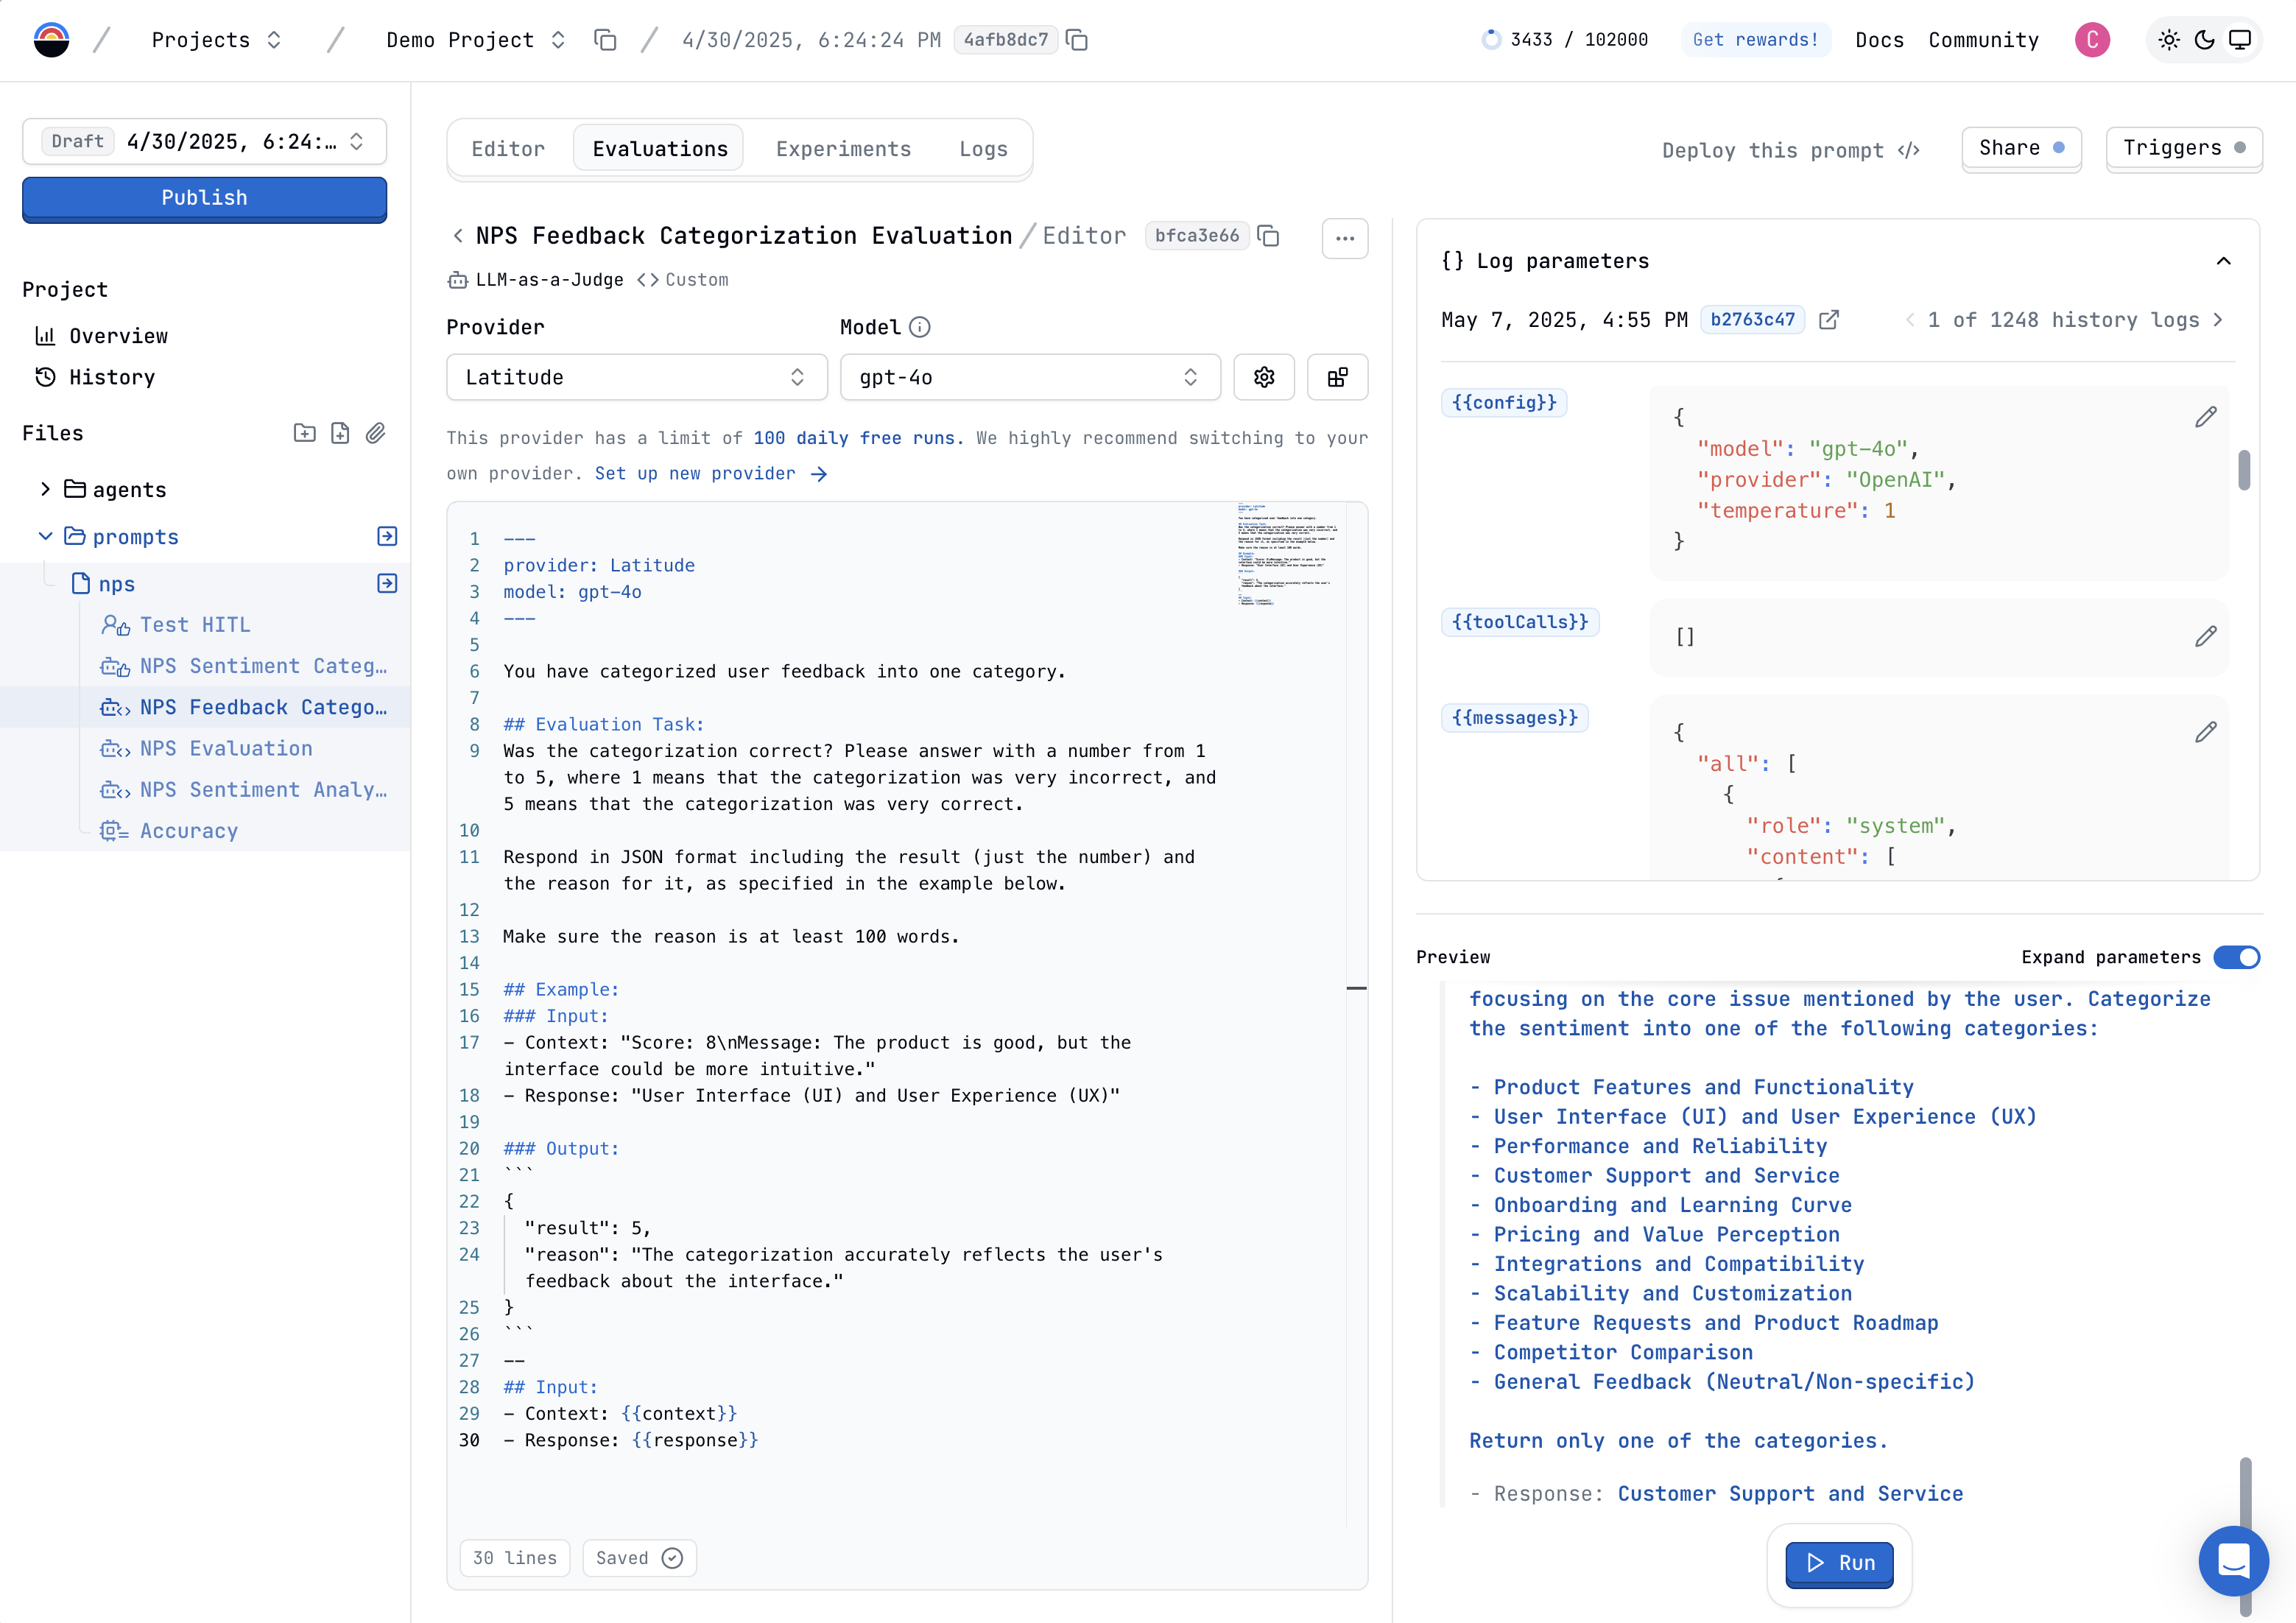 Projects
Demo Project
4/30/2025, 6:24:24 PM
4afb8dc7
3433 / 102000
Get rewards!
Docs
Community
C
Draft
4/30/2025, 6:24:…
Publish
Project
Overview
History
Files
agents
prompts
nps
Test HITL
NPS Sentiment Categ…
NPS Feedback Catego…
NPS Evaluation
NPS Sentiment Analy…
Accuracy
Editor
Evaluations
Experiments
Logs
Deploy this prompt </>
Share
Triggers
NPS Feedback Categorization Evaluation / Editor
bfca3e66
LLM-as-a-Judge
Custom
Provider
Model
Latitude
gpt-4o
This provider has a limit of 100 daily free runs. We highly recommend switching to your
own provider. Set up new provider →
1 ---
2 provider: Latitude
3 model: gpt-4o
4 ---
5
6 You have categorized user feedback into one category.
7
8 ## Evaluation Task:
9 Was the categorization correct? Please answer with a number from 1
to 5, where 1 means that the categorization was very incorrect, and
5 means that the categorization was very correct.
10
11 Respond in JSON format including the result (just the number) and
the reason for it, as specified in the example below.
12
13 Make sure the reason is at least 100 words.
14
15 ## Example:
16 ### Input:
17 - Context: "Score: 8\nMessage: The product is good, but the
interface could be more intuitive."
18 - Response: "User Interface (UI) and User Experience (UX)"
19
20 ### Output:
21 ```
22 {
23 "result": 5,
24 "reason": "The categorization accurately reflects the user's
feedback about the interface."
25 }
26 ```
27 --
28 ## Input:
29 - Context: {{context}}
30 - Response: {{response}}
30 lines
Saved
{} Log parameters
May 7, 2025, 4:55 PM
b2763c47
1 of 1248 history logs
{{config}}
{
"model": "gpt-4o",
"provider": "OpenAI",
"temperature": 1
}
{{toolCalls}}
[]
{{messages}}
{
"all": [
{
"role": "system",
"content": [
Preview
Expand parameters
focusing on the core issue mentioned by the user. Categorize
the sentiment into one of the following categories:
- Product Features and Functionality
- User Interface (UI) and User Experience (UX)
- Performance and Reliability
- Customer Support and Service
- Onboarding and Learning Curve
- Pricing and Value Perception
- Integrations and Compatibility
- Scalability and Customization
- Feature Requests and Product Roadmap
- Competitor Comparison
- General Feedback (Neutral/Non-specific)
Return only one of the categories.
- Response: Customer Support and Service
Run